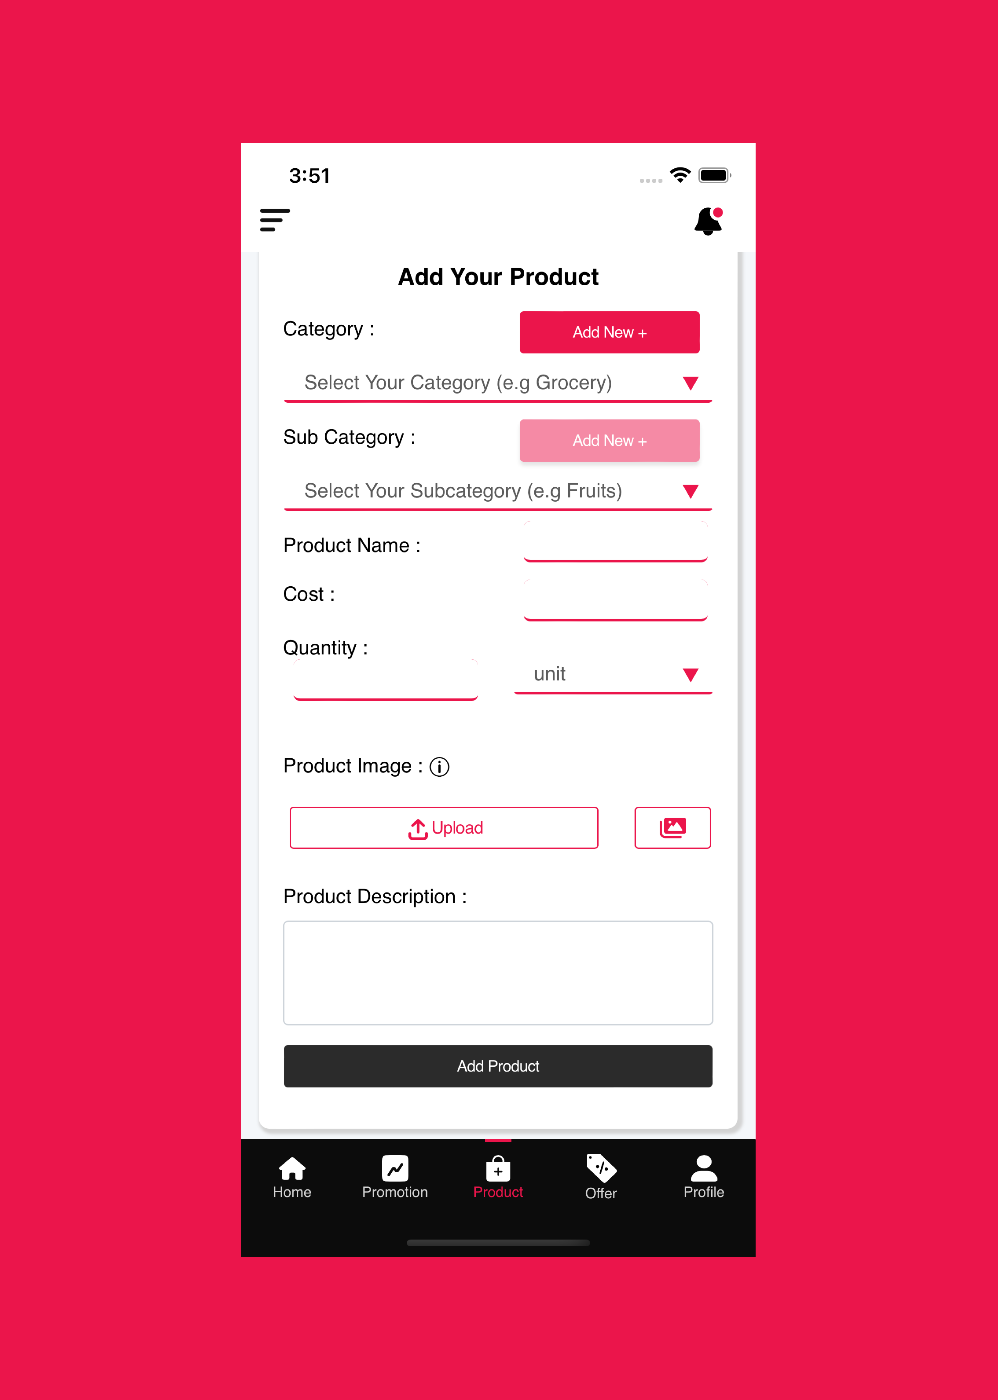 3:51
Add Your Product
Category :
Add New +
Select Your Category (e.g Grocery)
Sub Category :
Add New +
Select Your Subcategory (e.g Fruits)
Product Name :
Cost :
Quantity :
unit
Product Image :
Upload
Product Description :
Add Product
Home Promotion Product Offer Profile